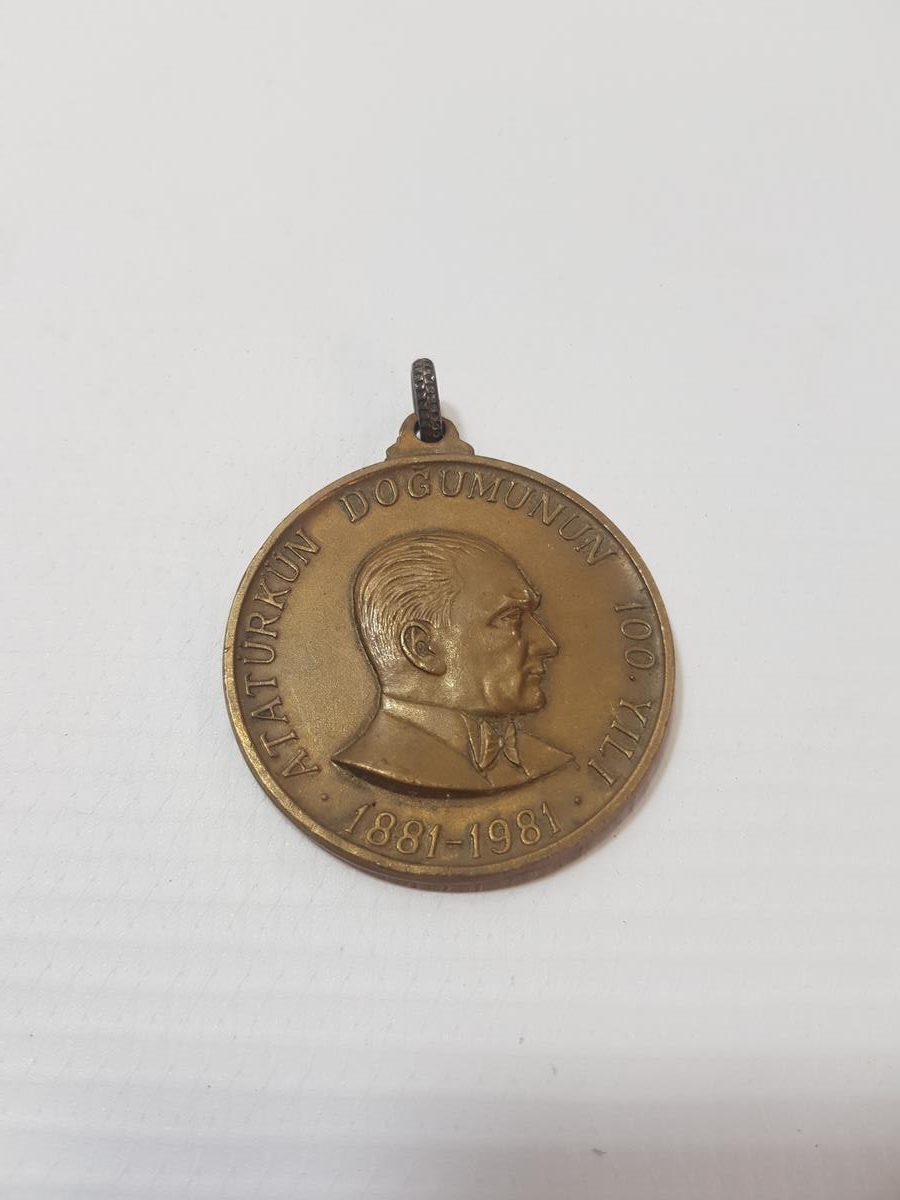 ATATÜRKÜN DOĞUMUNUN 100. YILI
· 1881-1981 ·